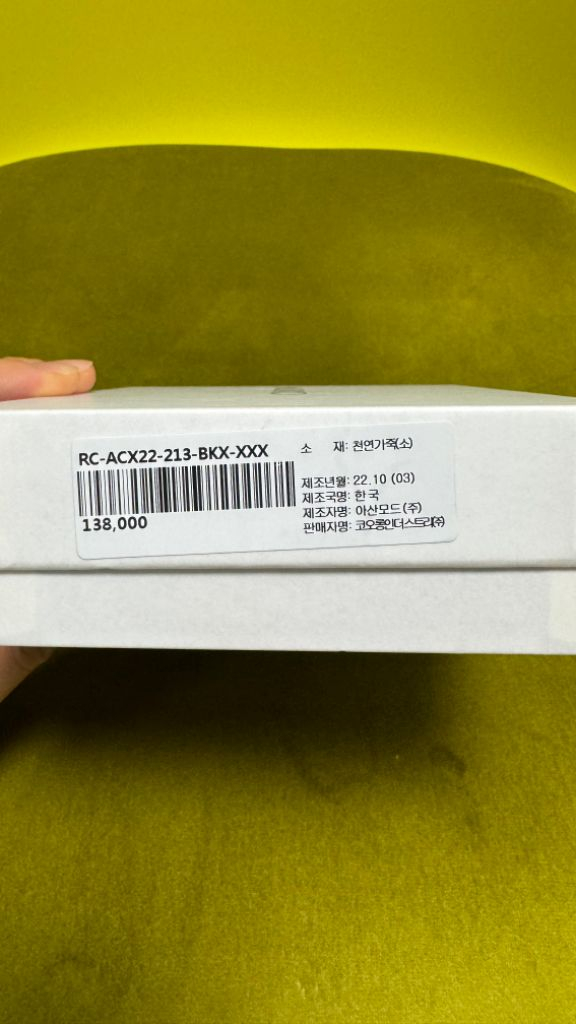 RC-ACX22-213-BKX-XXX
138,000
소 재: 천연가죽(소)
제조년월: 22.10 (03)
제조국명: 한국
제조자명: 아산모드(주)
판매자명: 코오롱인더스트리(주)